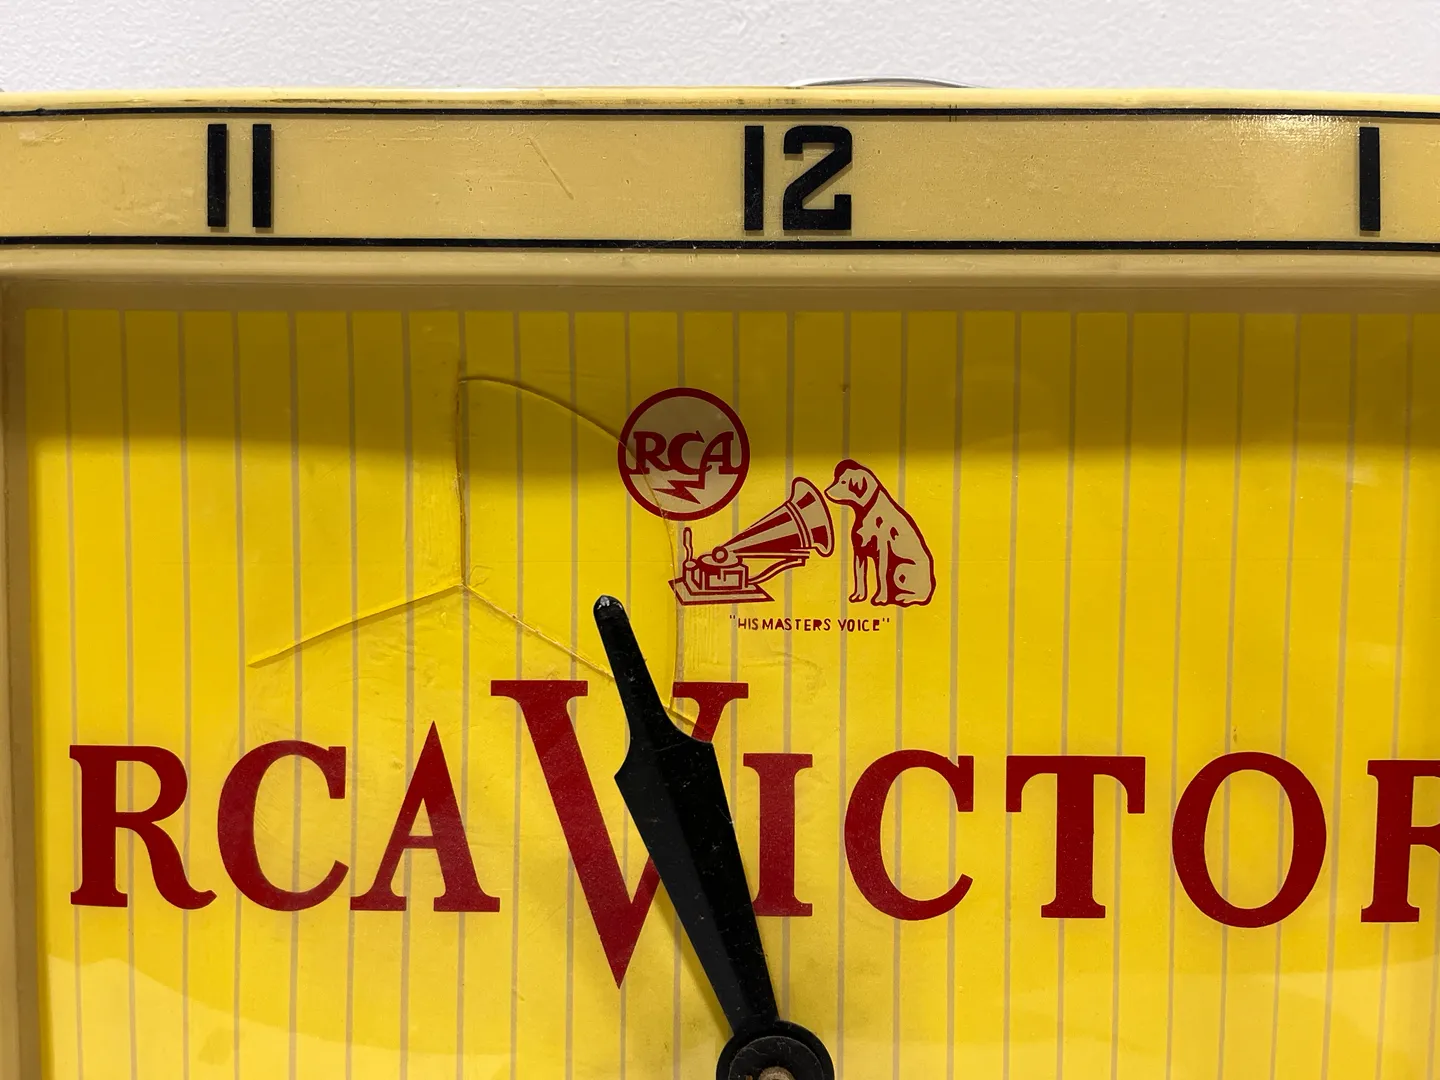 11 12 1
RCA
"HIS MASTERS VOICE"
RCA VICTOR